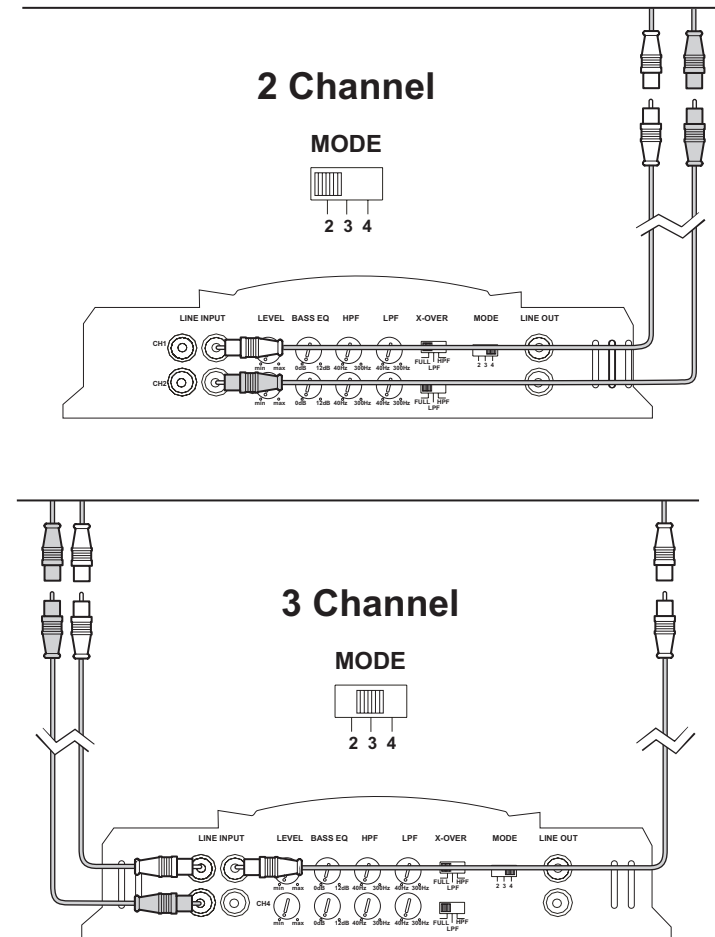 2 Channel
MODE
2 3 4
LINE INPUT LEVEL BASS EQ HPF LPF X-OVER MODE LINE OUT
CH1
min max 0dB 12dB 40Hz 300Hz 40Hz 300Hz FULL HPF
LPF
2 3 4
CH2
min max 0dB 12dB 40Hz 300Hz 40Hz 300Hz FULL HPF
LPF
3 Channel
MODE
2 3 4
LINE INPUT LEVEL BASS EQ HPF LPF X-OVER MODE LINE OUT
min max 0dB 12dB 40Hz 300Hz 40Hz 300Hz FULL HPF
LPF
2 3 4
CH4
min max 0dB 12dB 40Hz 300Hz 40Hz 300Hz FULL HPF
LPF